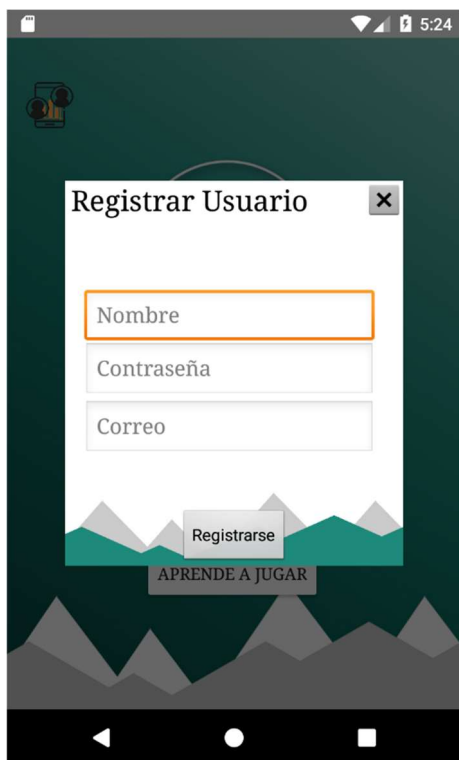 5:24
Registrar Usuario
Nombre
Contraseña
Correo
Registrarse
APRENDE A JUGAR